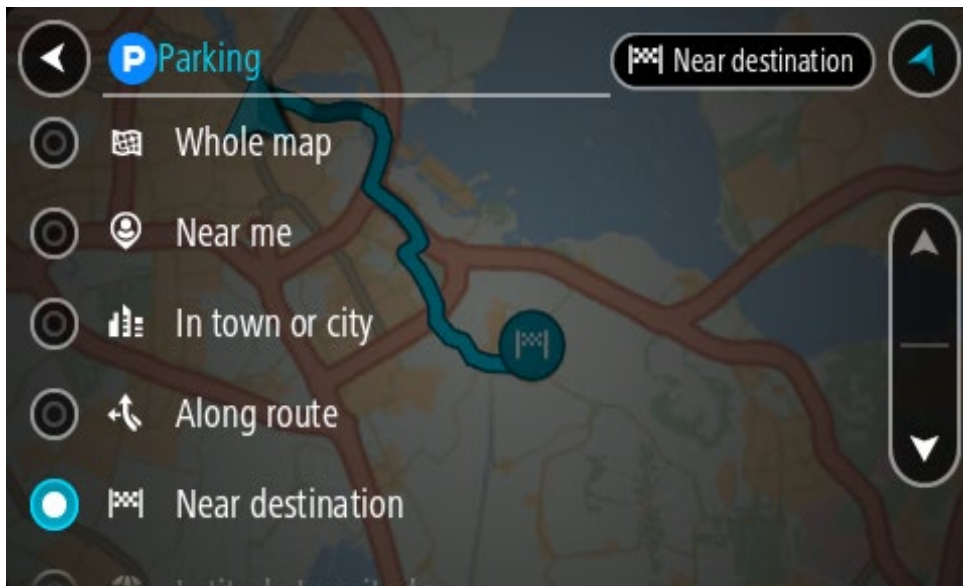 P Parking
Near destination
Whole map
Near me
In town or city
Along route
Near destination